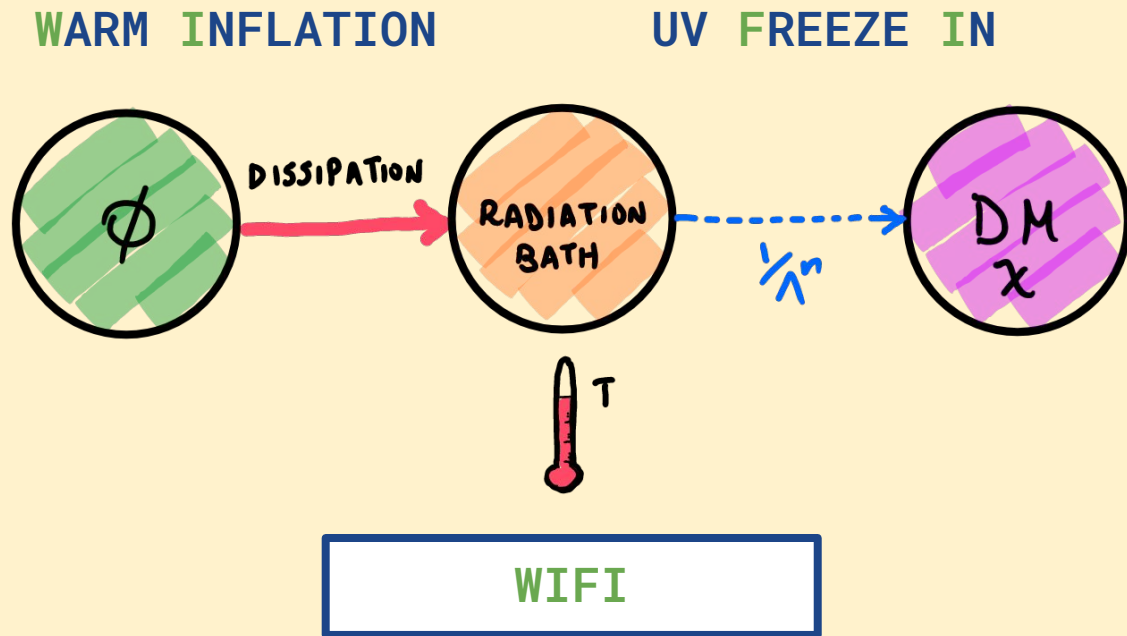 WARM INFLATION
UV FREEZE IN
DISSIPATION
ϕ
RADIATION
BATH
1/Λⁿ
DM
χ
T
WIFI